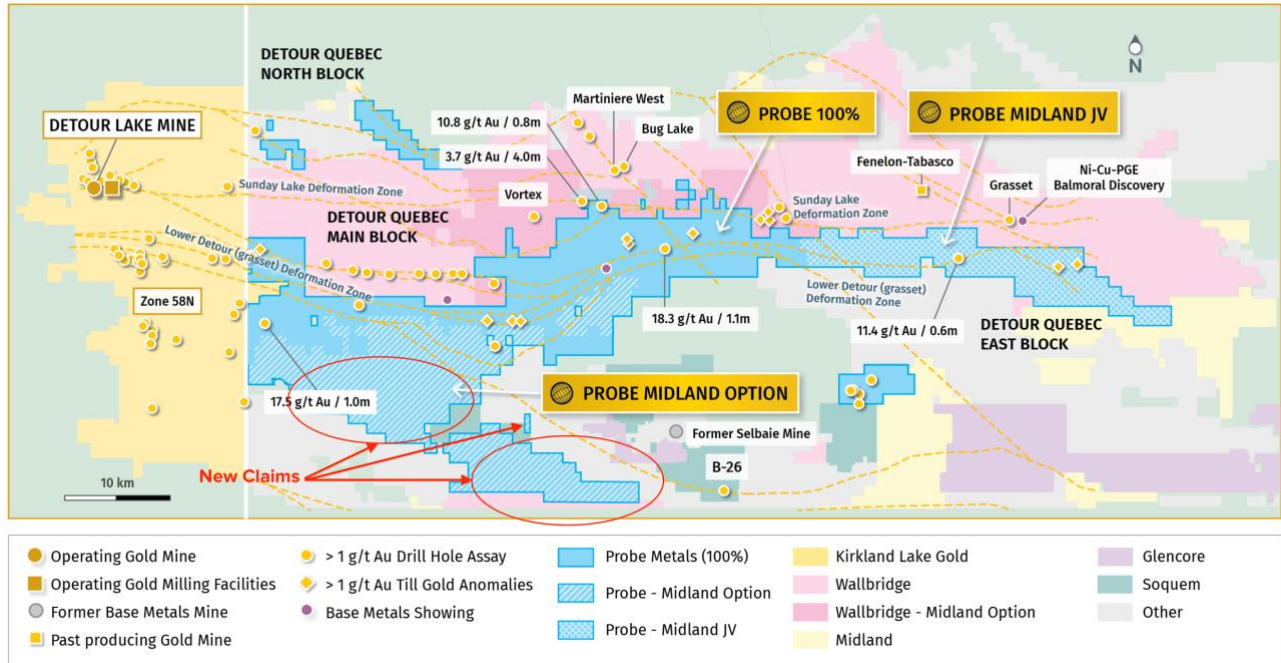 DETOUR QUEBEC
NORTH BLOCK
N
Martiniere West
PROBE 100%
PROBE MIDLAND JV
DETOUR LAKE MINE
10.8 g/t Au / 0.8m
Bug Lake
3.7 g/t Au / 4.0m
Fenelon-Tabasco
Ni-Cu-PGE
Balmoral Discovery
Grasset
Sunday Lake Deformation Zone
Vortex
Sunday Lake
Deformation Zone
DETOUR QUEBEC
MAIN BLOCK
Lower Detour (grasset) Deformation Zone
Lower Detour (grasset)
Deformation Zone
Zone 58N
18.3 g/t Au / 1.1m
11.4 g/t Au / 0.6m
DETOUR QUEBEC
EAST BLOCK
PROBE MIDLAND OPTION
17.5 g/t Au / 1.0m
Former Selbaie Mine
New Claims
B-26
10 km
Operating Gold Mine
Operating Gold Milling Facilities
Former Base Metals Mine
Past producing Gold Mine
> 1 g/t Au Drill Hole Assay
> 1 g/t Au Till Gold Anomalies
Base Metals Showing
Probe Metals (100%)
Probe - Midland Option
Probe - Midland JV
Kirkland Lake Gold
Wallbridge
Wallbridge - Midland Option
Midland
Glencore
Soquem
Other